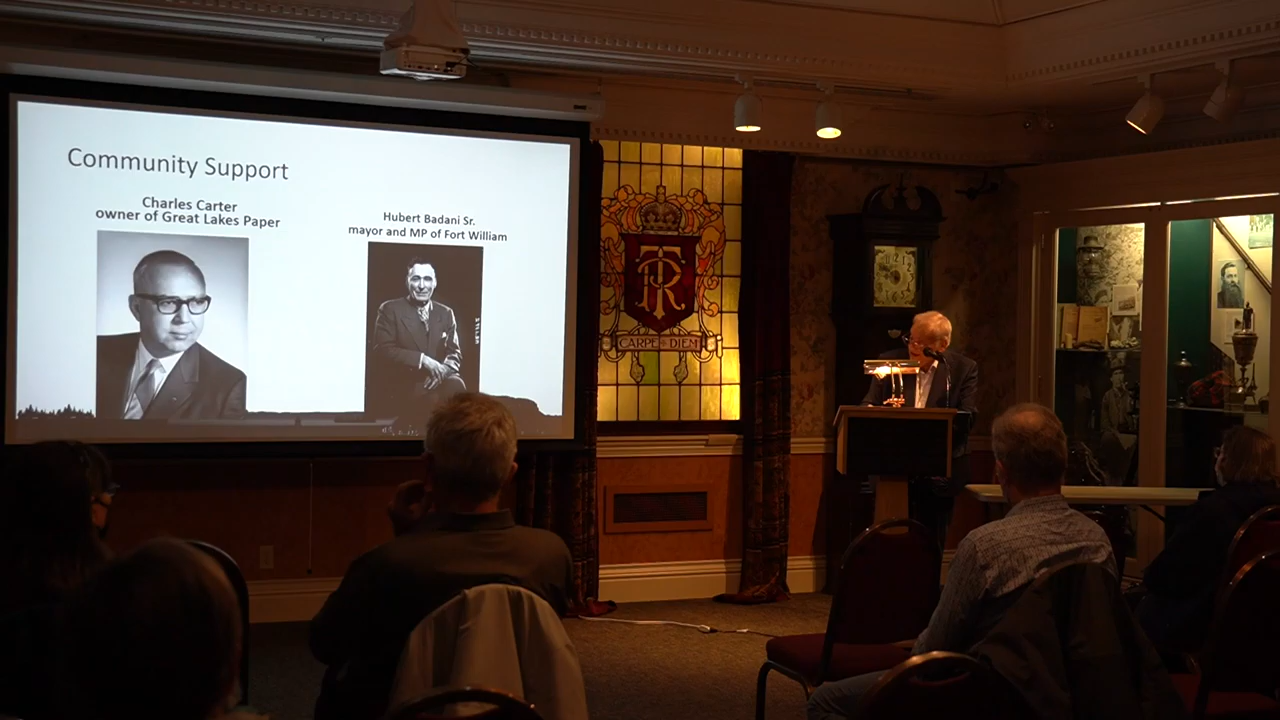 Community Support
Charles Carter
owner of Great Lakes Paper
Hubert Badani Sr.
mayor and MP of Fort William
TR
CARPE DIEM